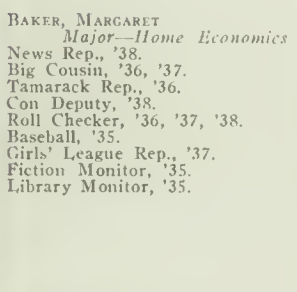 BAKER, MARGARET
Major—Home Economics
News Rep., '38.
Big Cousin, '36, '37.
Tamarack Rep., '36.
Con Deputy, '38.
Roll Checker, '36, '37, '38.
Baseball, '35.
Girls' League Rep., '37.
Fiction Monitor, '35.
Library Monitor, '35.